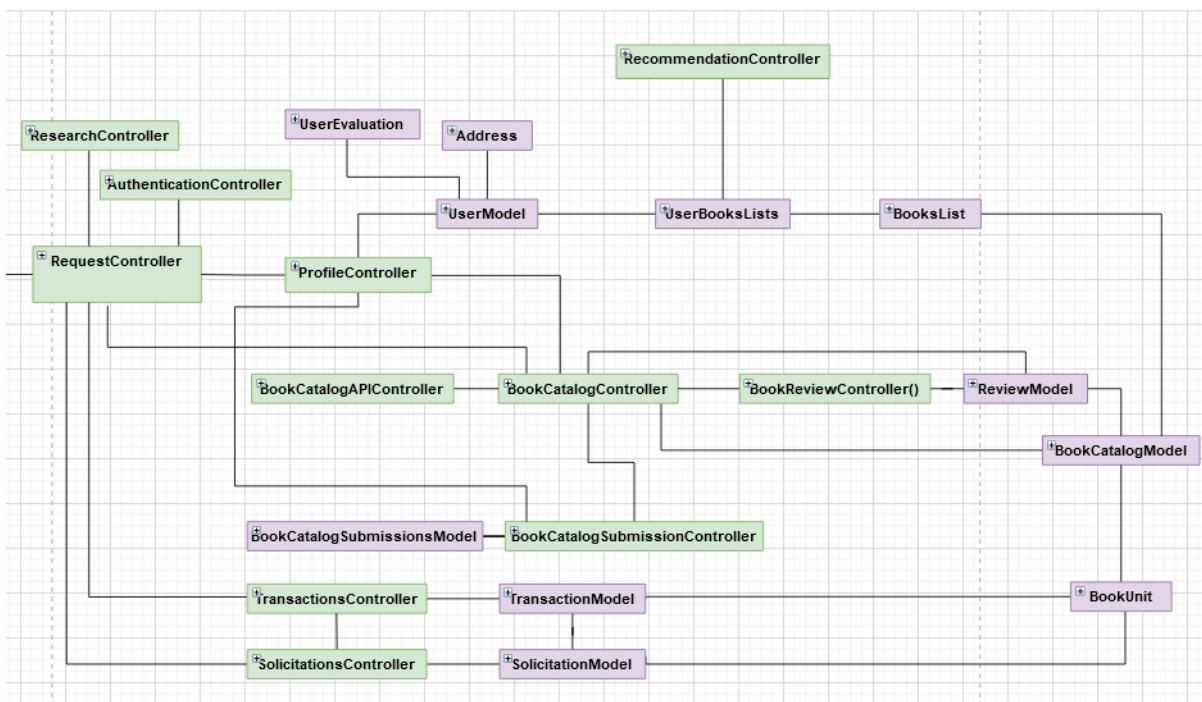 RecommendationController
UserEvaluation
Address
ResearchController
AuthenticationController
UserModel
UserBooksLists
BooksList
RequestController
ProfileController
BookCatalogAPIController
BookCatalogController
BookReviewController()
ReviewModel
BookCatalogModel
BookCatalogSubmissionsModel
BookCatalogSubmissionController
TransactionsController
TransactionModel
BookUnit
SolicitationsController
SolicitationModel